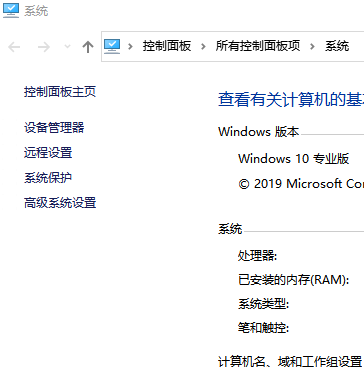 系统
控制面板 所有控制面板项 系统
控制面板主页
设备管理器
远程设置
系统保护
高级系统设置
查看有关计算机的基
Windows 版本
Windows 10 专业版
© 2019 Microsoft Cor
系统
处理器:
已安装的内存(RAM):
系统类型:
笔和触控:
计算机名、域和工作组设置